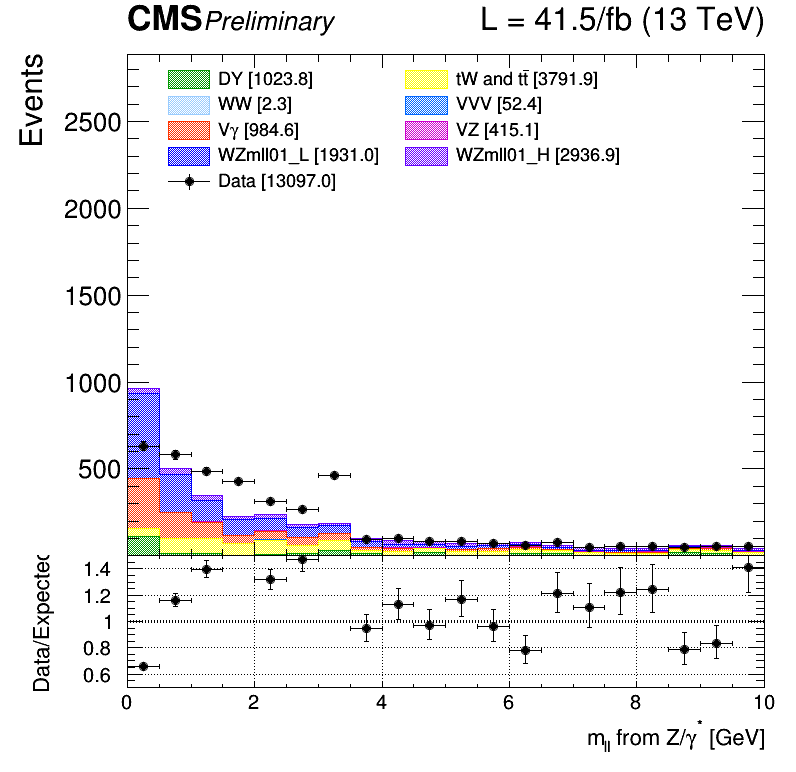 CMS Preliminary L = 41.5/fb (13 TeV)
Events
DY [1023.8] tW and tt̄ [3791.9]
WW [2.3] VVV [52.4]
Vγ [984.6] VZ [415.1]
WZmll01_L [1931.0] WZmll01_H [2936.9]
Data [13097.0]
2500
2000
1500
1000
500
Data/Expected
1.4
1.2
1
0.8
0.6
0 2 4 6 8 10
m_ll from Z/γ* [GeV]